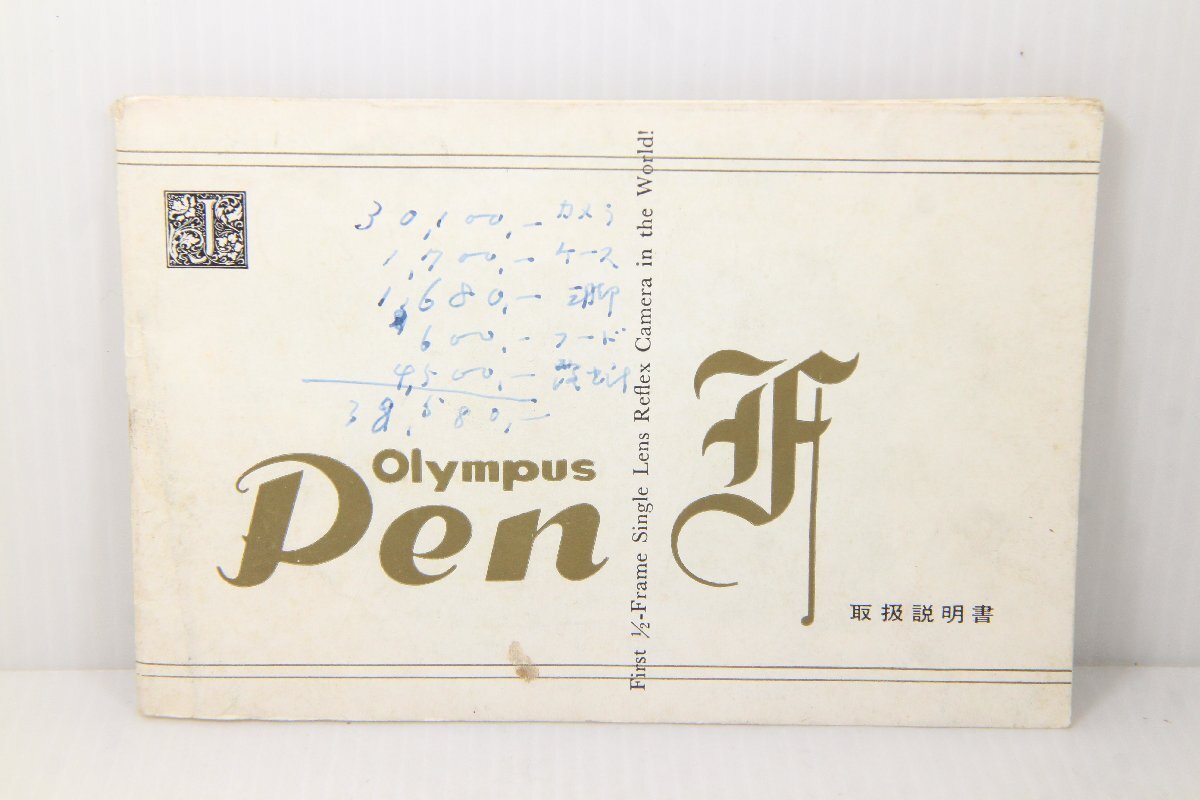 J
30,100,- カメラ
1,700,- ケース
1,680,- 三脚
600,- フード
4,500,- 露出計
38,580,-
Olympus
Pen F
First ½-Frame Single Lens Reflex Camera in the World!
取扱説明書